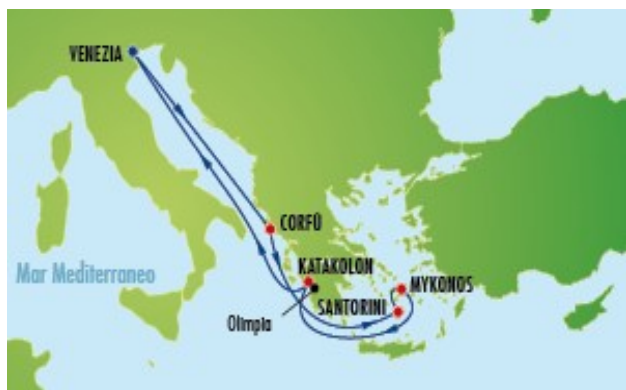 VENEZIA
CORFÙ
Mar Mediterraneo
KATAKOLON
MYKONOS
SANTORINI
Olimpia